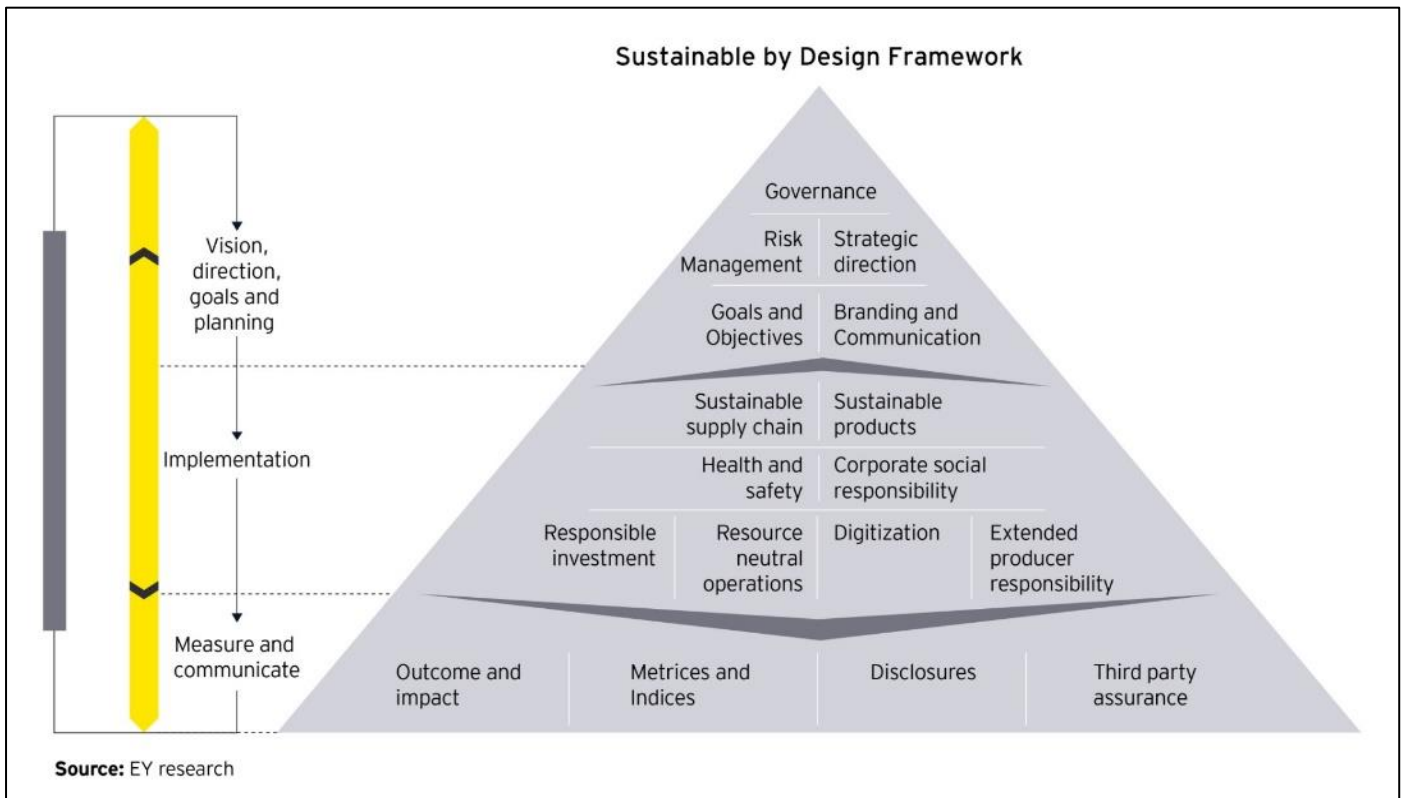 Sustainable by Design Framework
Vision,
direction,
goals and
planning
Implementation
Measure and
communicate
Governance
Risk
Management
Strategic
direction
Goals and
Objectives
Branding and
Communication
Sustainable
supply chain
Sustainable
products
Health and
safety
Corporate social
responsibility
Responsible
investment
Resource
neutral
operations
Digitization
Extended
producer
responsibility
Outcome and
impact
Metrices and
Indices
Disclosures
Third party
assurance
Source: EY research